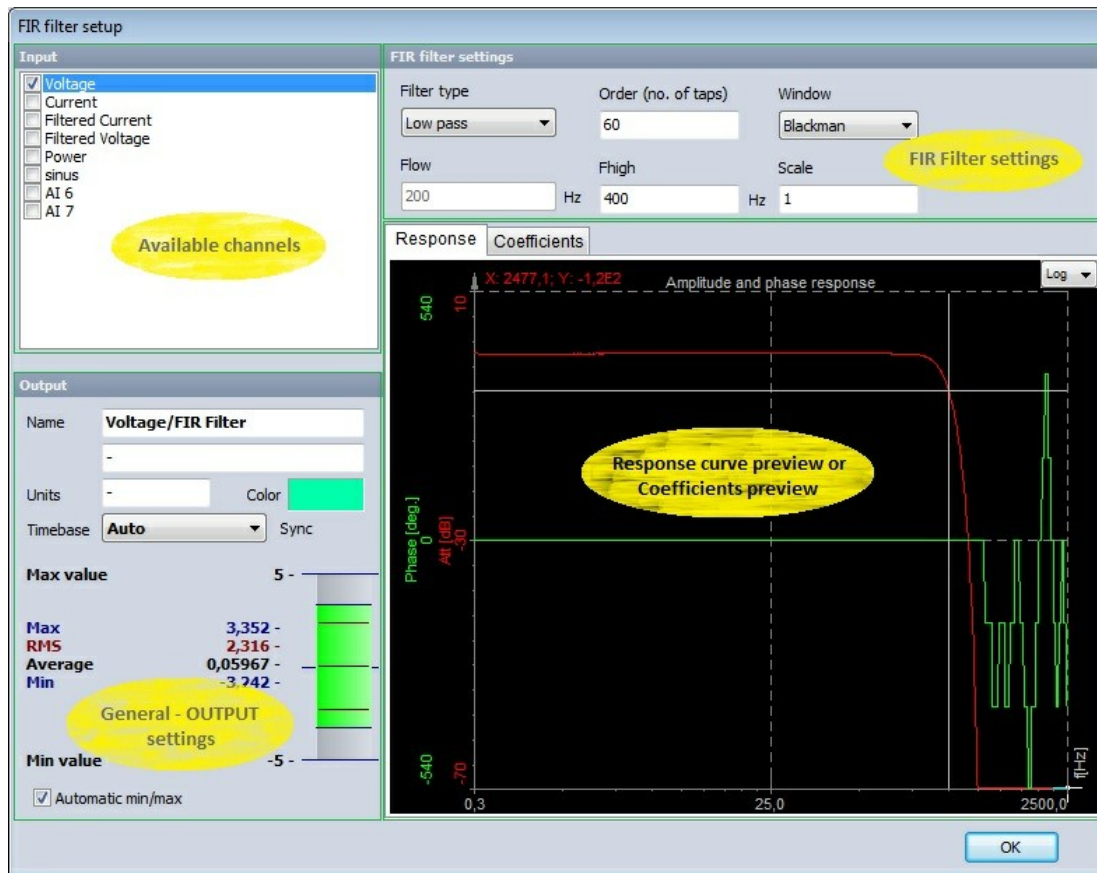 FIR filter setup
Input
Voltage
Current
Filtered Current
Filtered Voltage
Power
sinus
AI 6
AI 7
Available channels
FIR filter settings
Filter type
Order (no. of taps)
Window
Low pass
60
Blackman
FIR Filter settings
Flow
Fhigh
Scale
200 Hz
400 Hz
1
Response
Coefficients
X: 2477,1; Y: -1,2E2
Amplitude and phase response
Log
540
10
Phase [deg.]
0
Att [dB]
-30
-540
-70
Response curve preview or
Coefficients preview
f[Hz]
0,3
25,0
2500,0
Output
Name
Voltage/FIR Filter
-
Units
-
Color
Timebase
Auto
Sync
Max value 5 -
Max 3,352 -
RMS 2,316 -
Average 0,05967 -
Min -3,242 -
General - OUTPUT
settings
Min value -5 -
Automatic min/max
OK